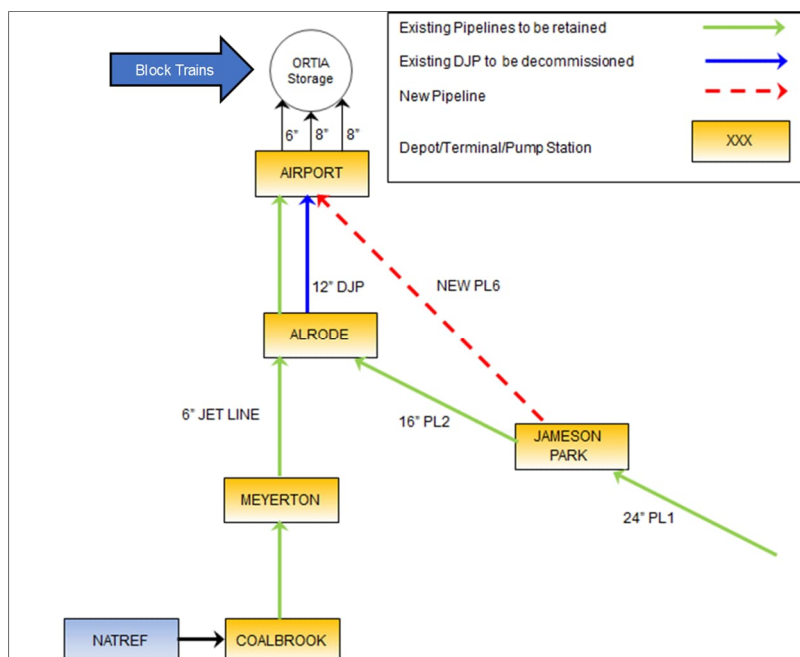 Block Trains
ORTIA
Storage
6" 8" 8"
AIRPORT
Existing Pipelines to be retained
Existing DJP to be decommissioned
New Pipeline
Depot/Terminal/Pump Station
XXX
12" DJP
NEW PL6
ALRODE
6" JET LINE
16" PL2
JAMESON
PARK
MEYERTON
24" PL1
NATREF
COALBROOK